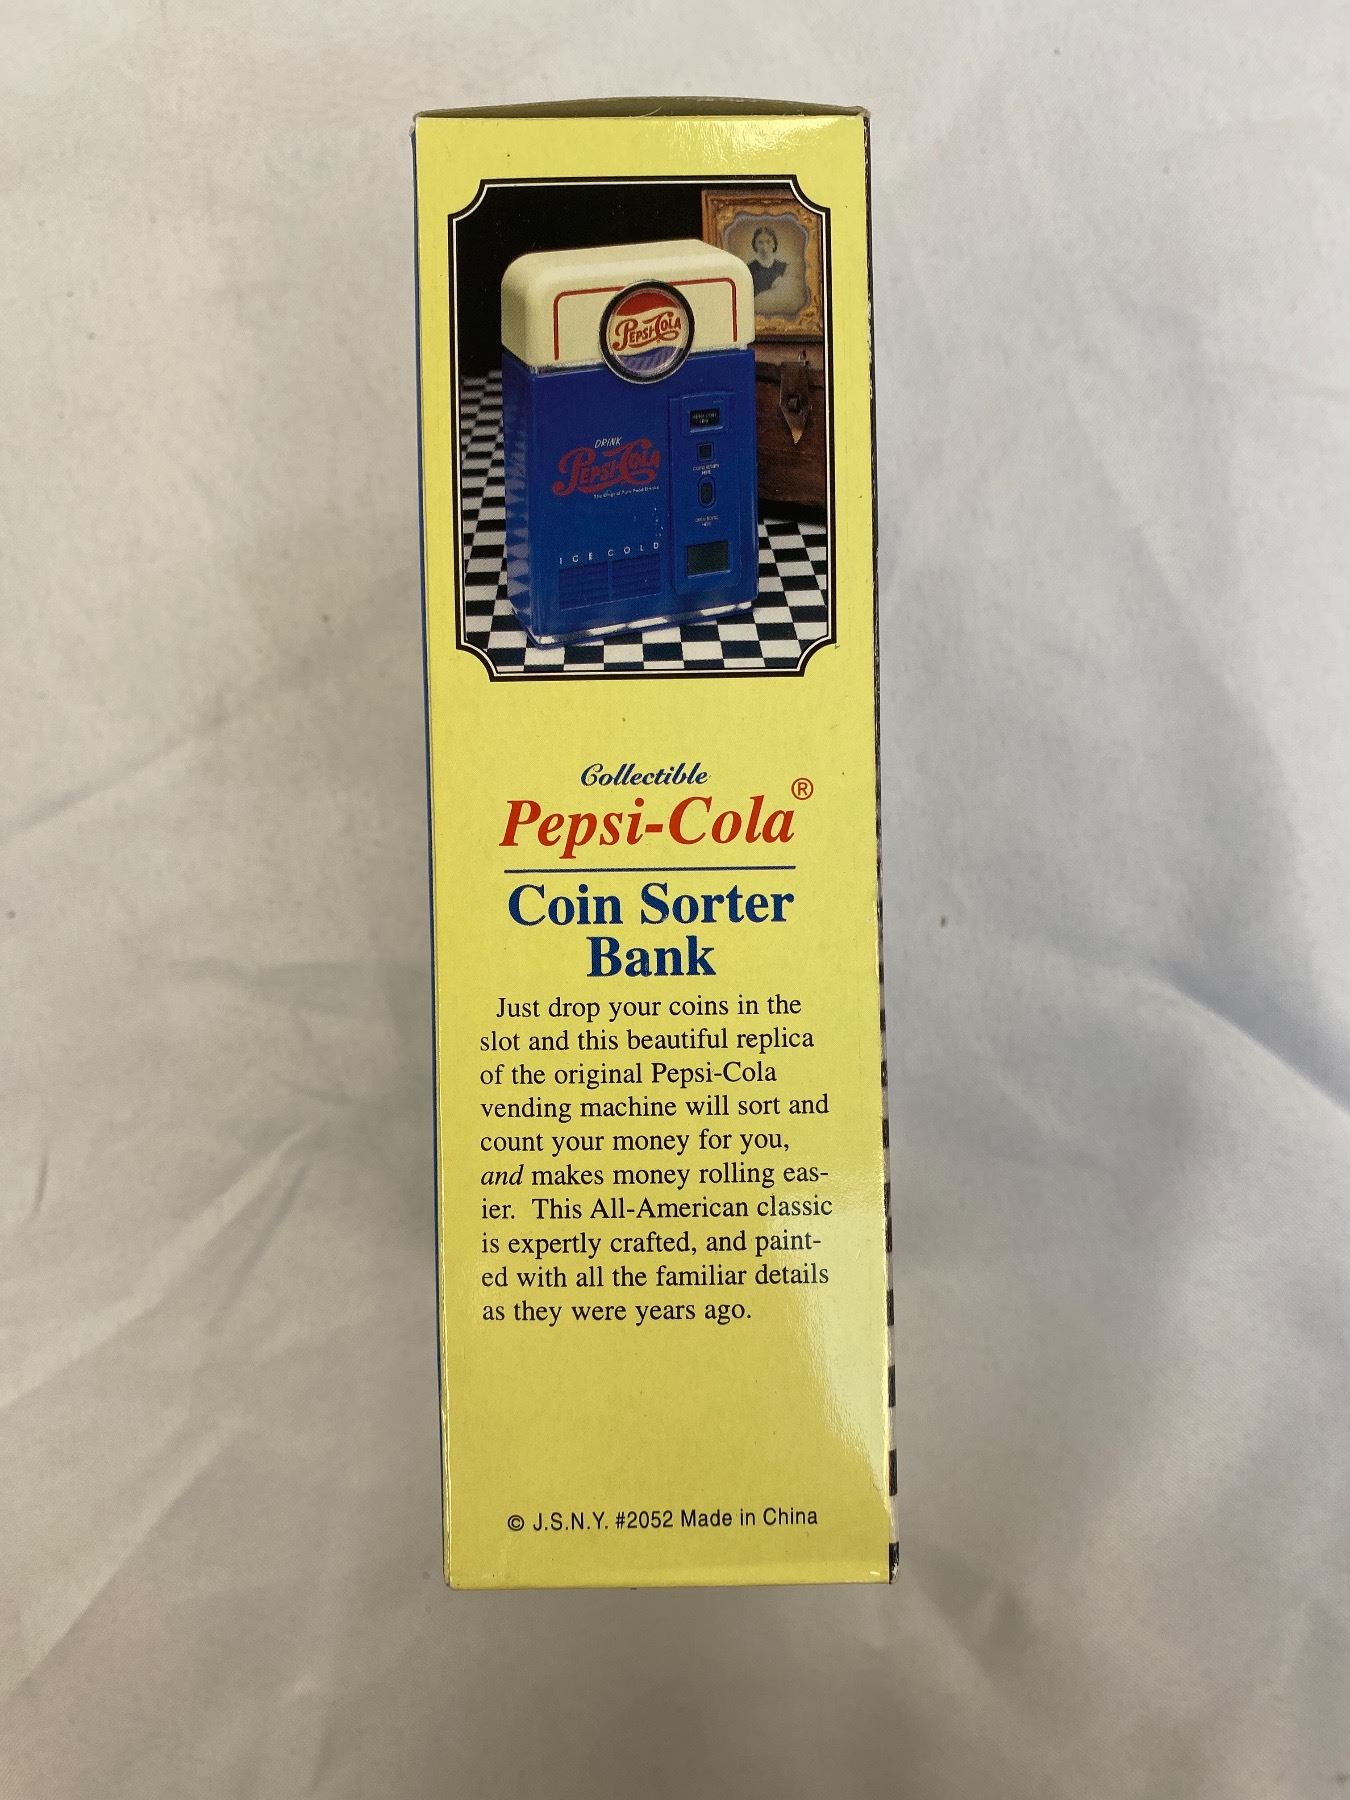 PEPSI-COLA
DRINK
PEPSI-COLA
ICE COLD
Collectible
Pepsi-Cola®
Coin Sorter
Bank
Just drop your coins in the
slot and this beautiful replica
of the original Pepsi-Cola
vending machine will sort and
count your money for you,
and makes money rolling eas-
ier. This All-American classic
is expertly crafted, and paint-
ed with all the familiar details
as they were years ago.
© J.S.N.Y. #2052 Made in China